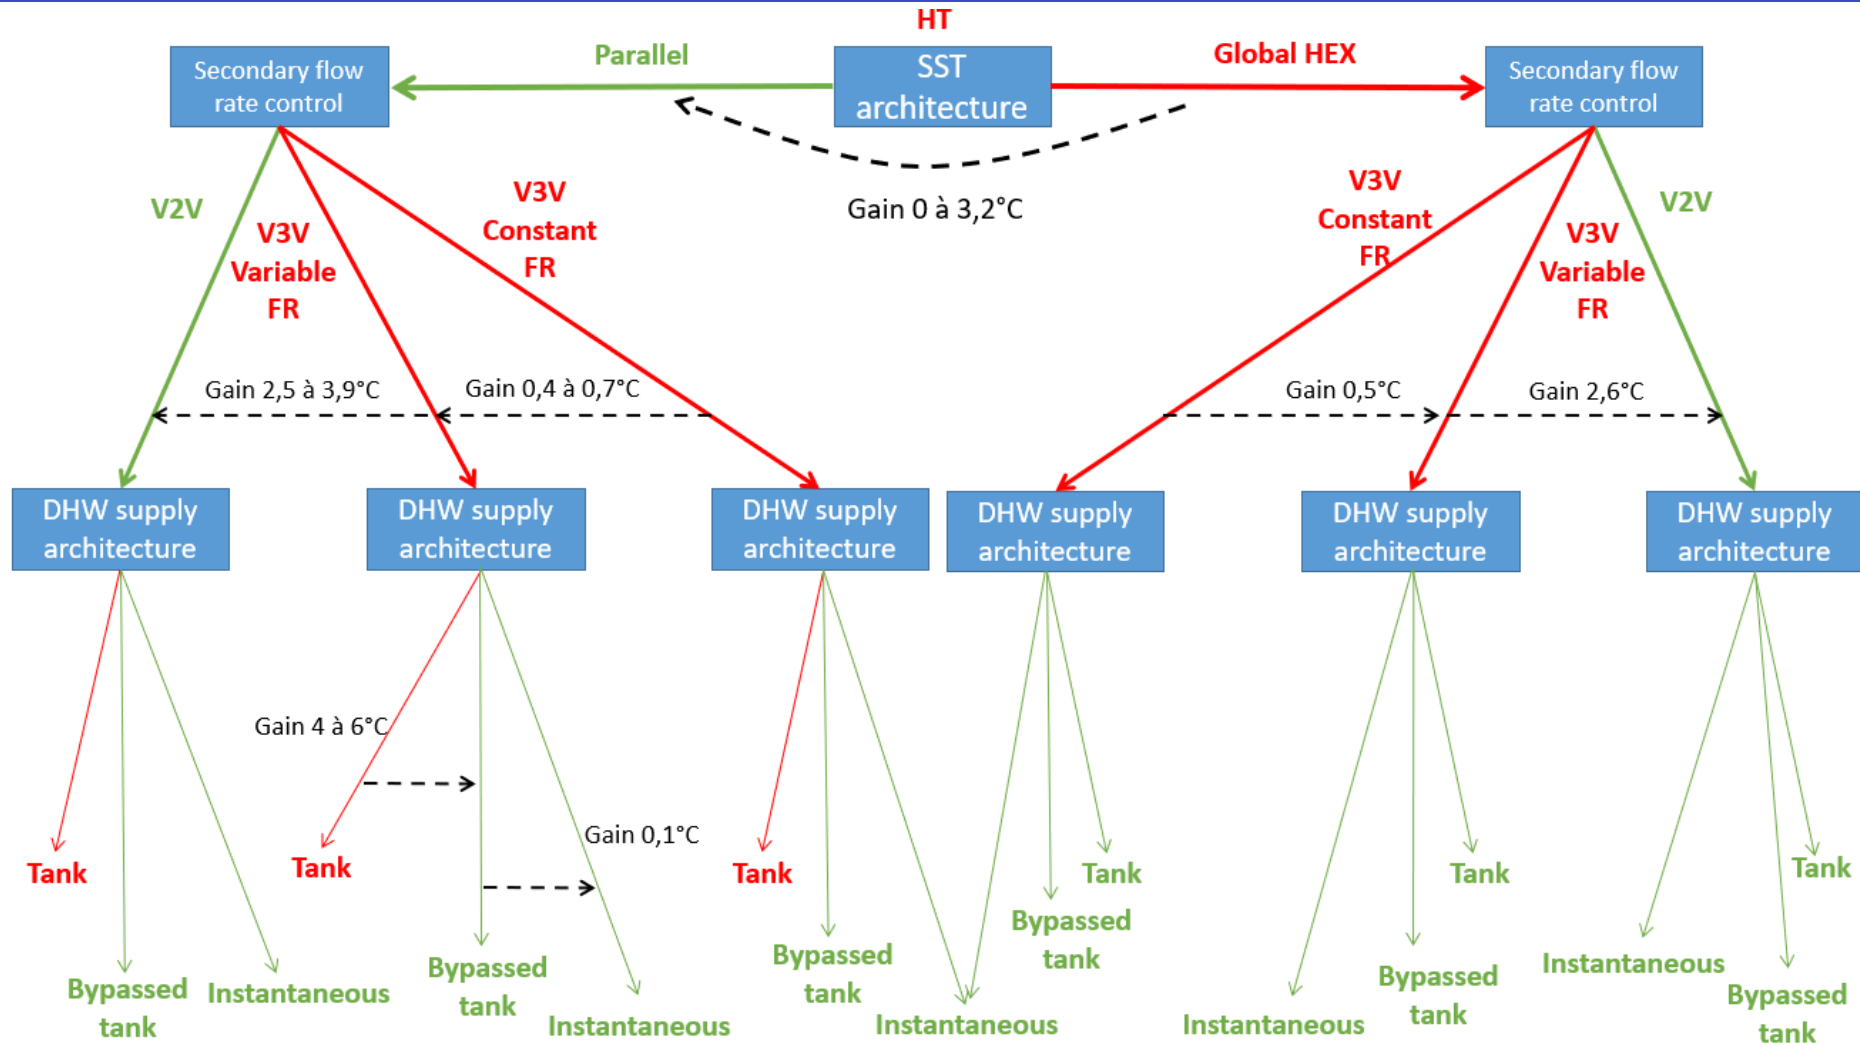 HT
Parallel
SST
architecture
Global HEX
Secondary flow
rate control
Secondary flow
rate control
Gain 0 à 3,2°C
V2V
V3V
Variable
FR
V3V
Constant
FR
V3V
Constant
FR
V3V
Variable
FR
V2V
Gain 2,5 à 3,9°C
Gain 0,4 à 0,7°C
Gain 0,5°C
Gain 2,6°C
DHW supply
architecture
DHW supply
architecture
DHW supply
architecture
DHW supply
architecture
DHW supply
architecture
DHW supply
architecture
Gain 4 à 6°C
Gain 0,1°C
Tank
Bypassed
tank
Instantaneous
Tank
Bypassed
tank
Instantaneous
Tank
Bypassed
tank
Instantaneous
Bypassed
tank
Tank
Instantaneous
Bypassed
tank
Tank
Instantaneous
Bypassed
tank
Tank